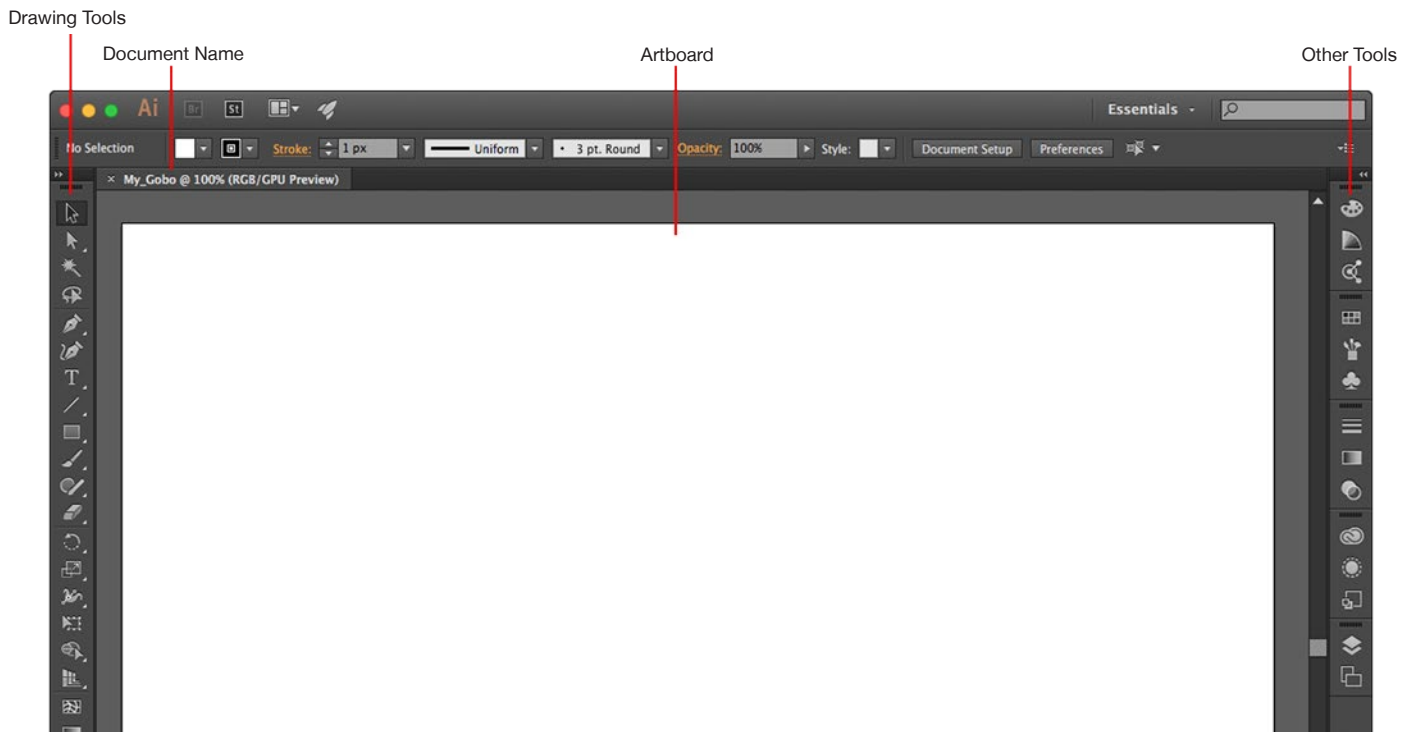 Drawing Tools
Document Name
Artboard
Other Tools
Ai Br St Essentials
No Selection Stroke: 1 px Uniform 3 pt. Round Opacity: 100% Style: Document Setup Preferences
× My_Gobo @ 100% (RGB/GPU Preview)
T